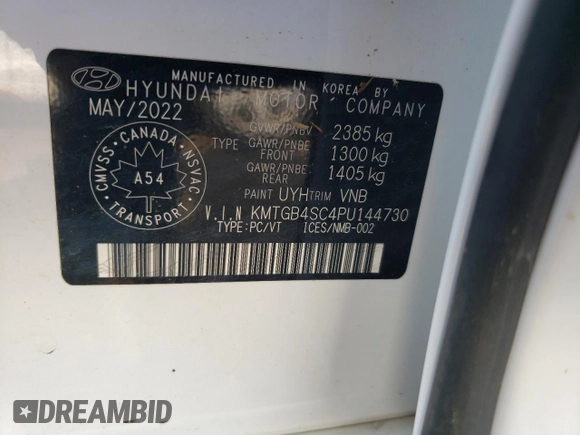 MANUFACTURED IN KOREA BY
HYUNDAI MOTOR COMPANY
MAY/2022
GVWR/PNBV 2385 kg
TYPE GAWR/PNBE FRONT 1300 kg
GAWR/PNBE REAR 1405 kg
PAINT UYH TRIM VNB
V.I.N KMTGB4SC4PU144730
TYPE:PC/VT ICES/NMB-002
CANADA
CMVSS NSVAC
A54
TRANSPORT
DREAMBID